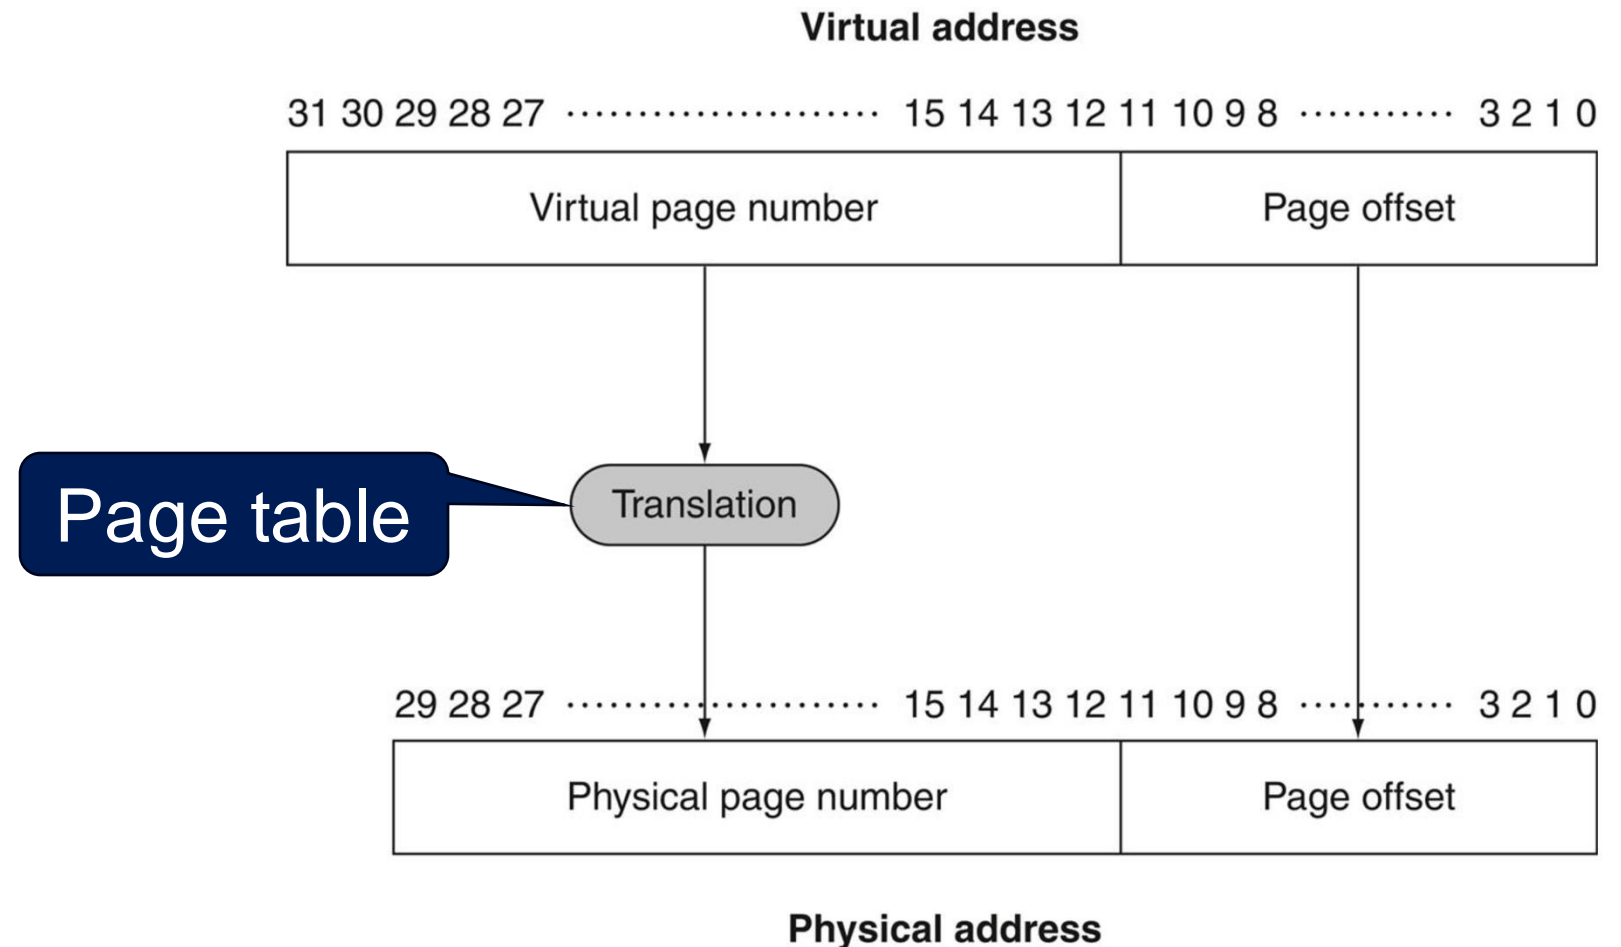 Virtual address
31 30 29 28 27 ...................... 15 14 13 12 11 10 9 8 ........... 3 2 1 0
Virtual page number Page offset
Page table
Translation
29 28 27 ...................... 15 14 13 12 11 10 9 8 ........... 3 2 1 0
Physical page number Page offset
Physical address